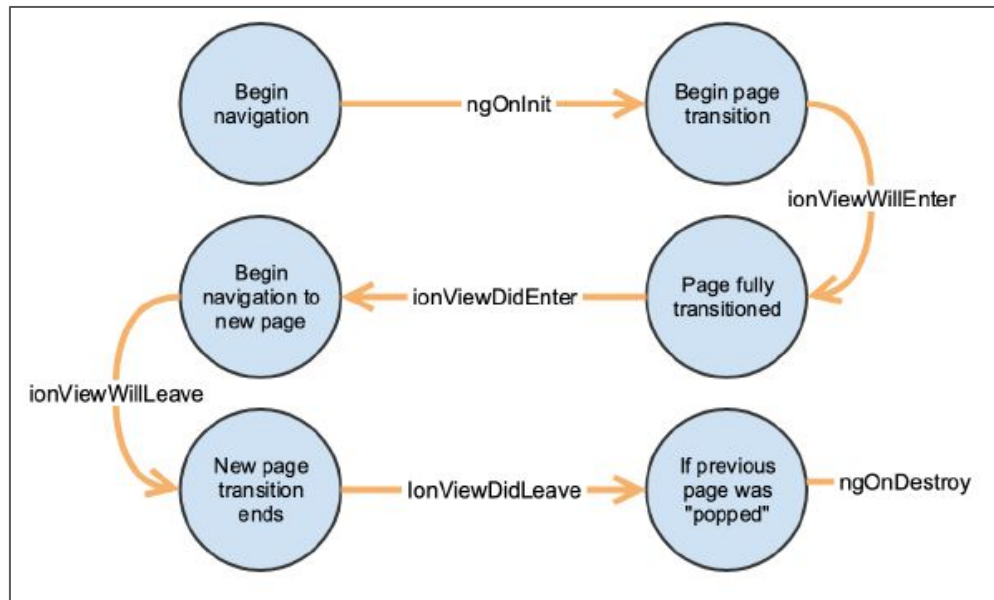 Begin
navigation
ngOnInit
Begin page
transition
ionViewWillEnter
Page fully
transitioned
ionViewDidEnter
Begin
navigation to
new page
ionViewWillLeave
New page
transition
ends
IonViewDidLeave
If previous
page was
"popped"
ngOnDestroy